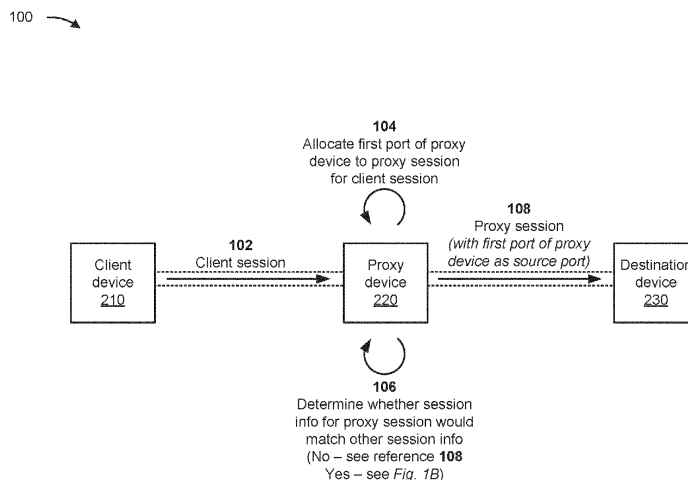 100
104
Allocate first port of proxy
device to proxy session
for client session
108
Proxy session
(with first port of proxy
device as source port)
102
Client session
Client
device
210
Proxy
device
220
Destination
device
230
106
Determine whether session
info for proxy session would
match other session info
(No – see reference 108
Yes – see Fig. 1B)